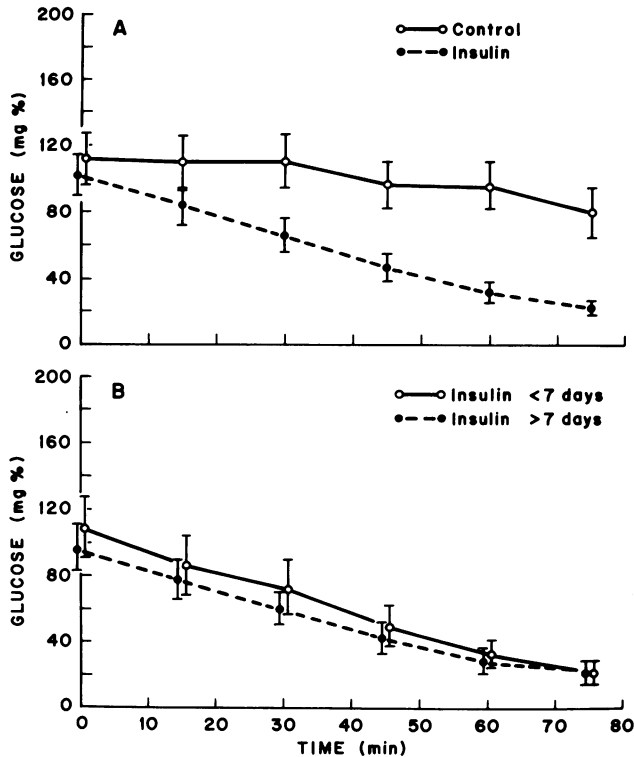 A
Control
Insulin
200
160
120
80
40
0
GLUCOSE (mg %)
B
Insulin <7 days
Insulin >7 days
200
160
120
80
40
0
GLUCOSE (mg %)
0 10 20 30 40 50 60 70 80
TIME (min)